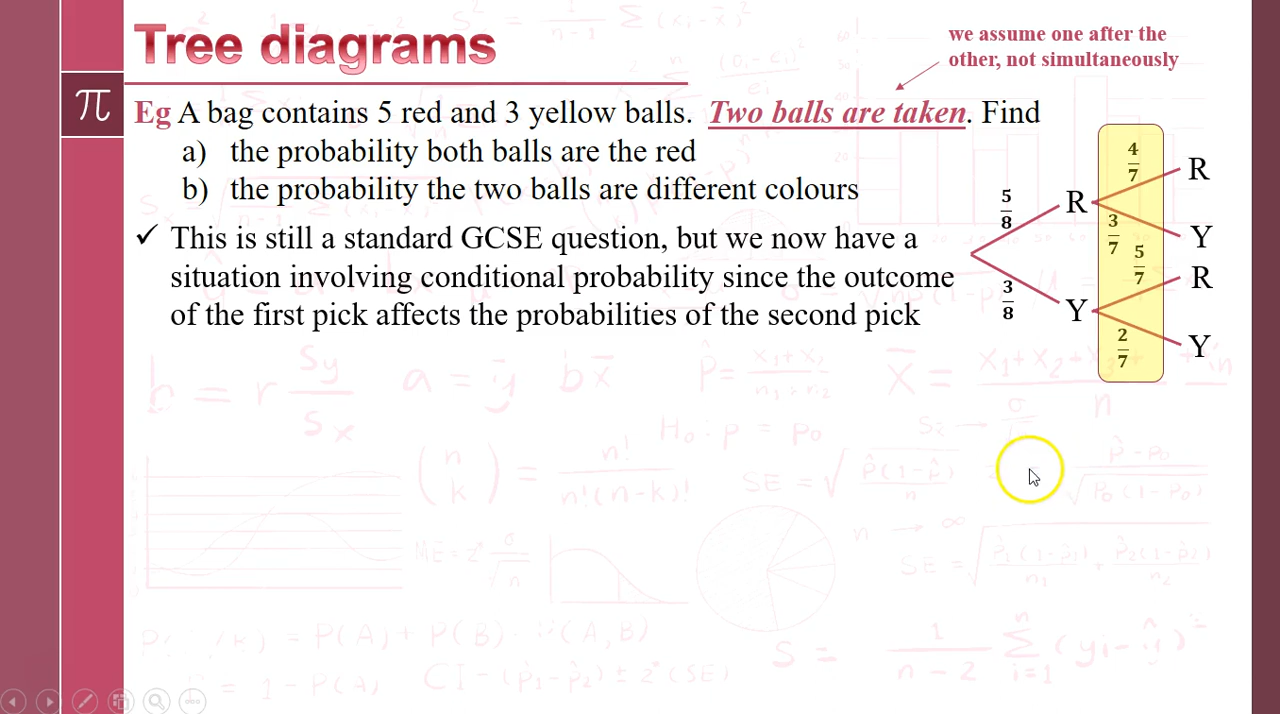 Tree diagrams
we assume one after the
other, not simultaneously
π
Eg A bag contains 5 red and 3 yellow balls. Two balls are taken. Find
a) the probability both balls are the red
b) the probability the two balls are different colours
✓ This is still a standard GCSE question, but we now have a
situation involving conditional probability since the outcome
of the first pick affects the probabilities of the second pick
5/8
R
4/7
R
3/7
Y
3/8
Y
5/7
R
2/7
Y